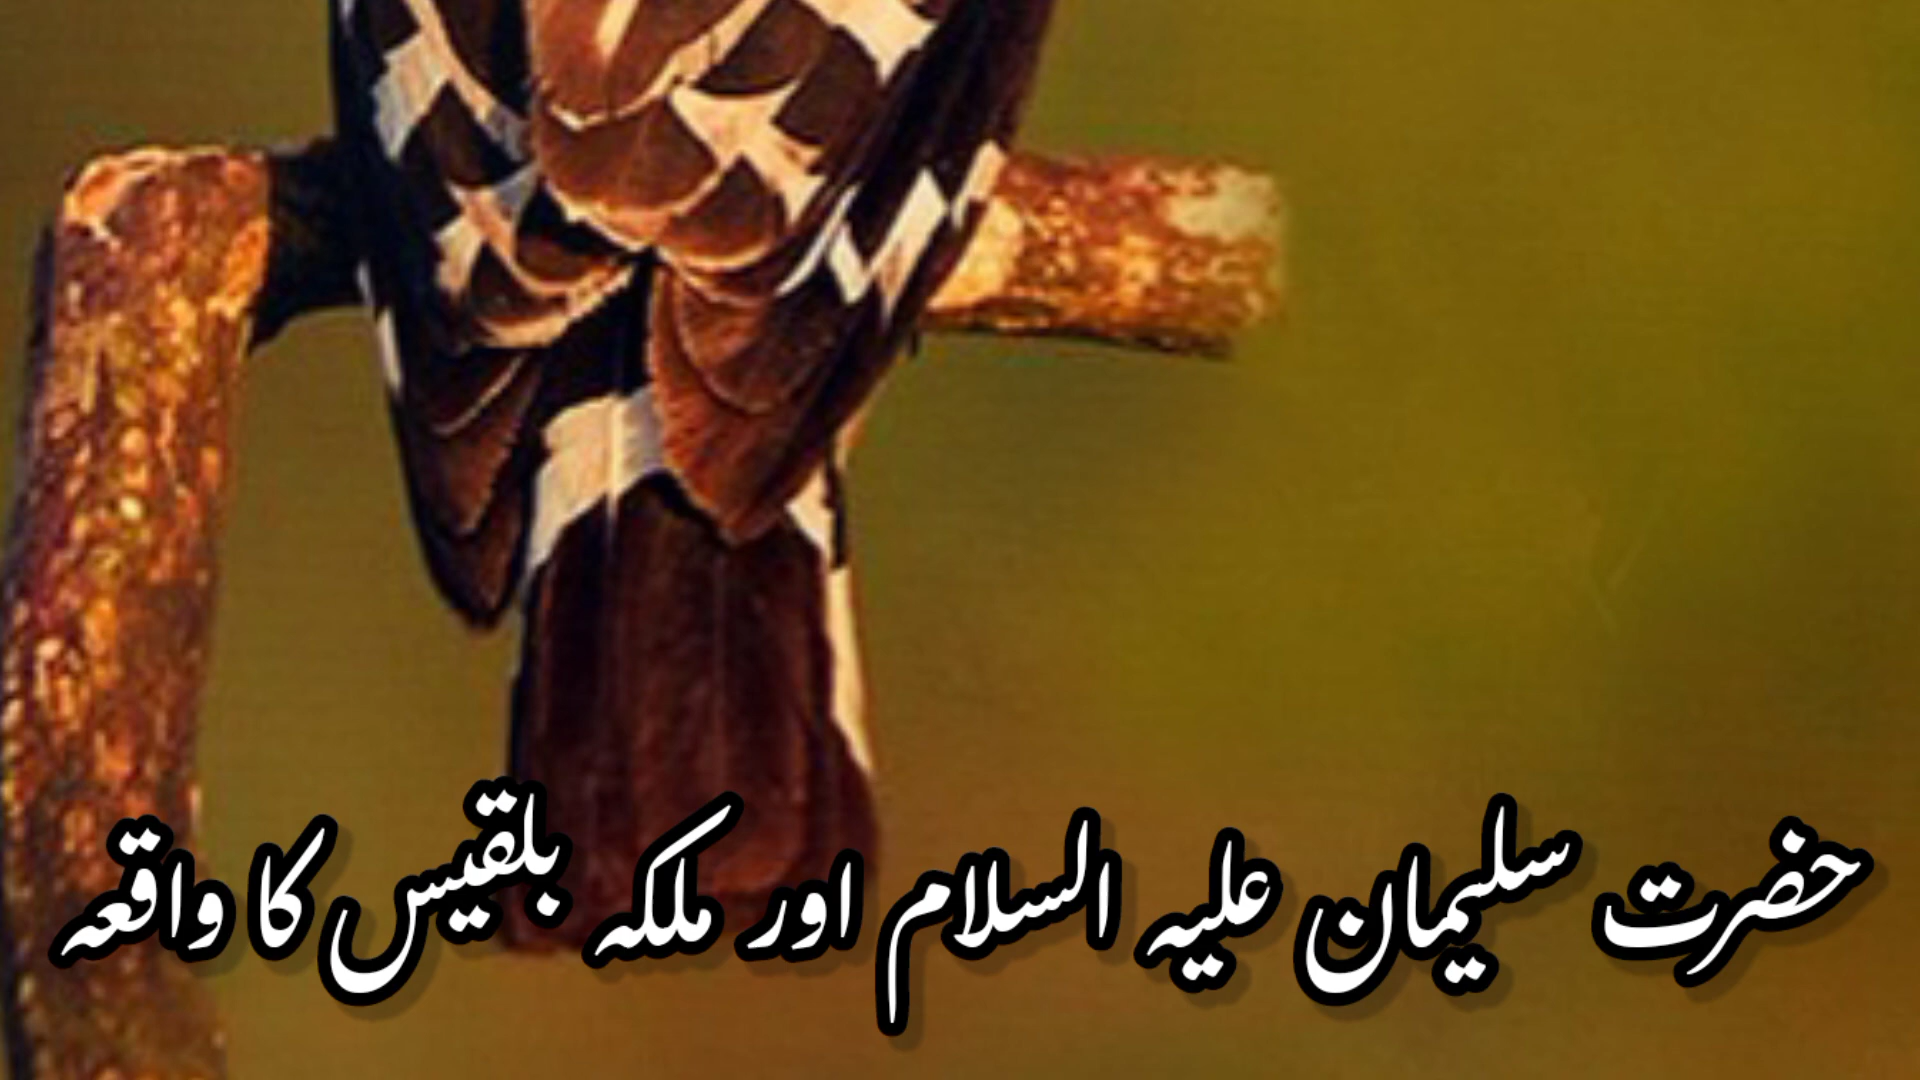 حضرت سلیمان علیہ السلام اور ملکہ بلقیس کا واقعہ